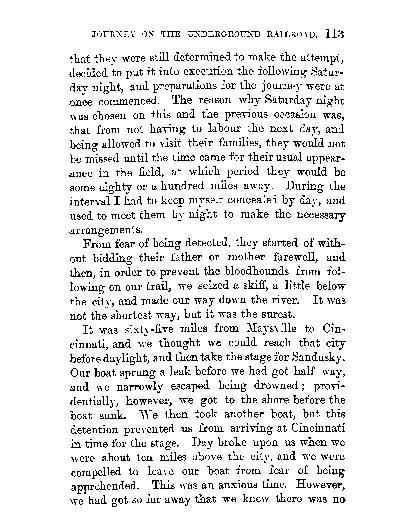 JOURNEY ON THE UNDERGROUND RAILROAD. 113
that they were still determined to make the attempt,
decided to put it into execution the following Satur-
day night, and preparations for the journey were at
once commenced. The reason why Saturday night
was chosen on this and the previous occasion was,
that from not having to labour the next day, and
being allowed to visit their families, they would not
be missed until the time came for their usual appear-
ance in the field, at which period they would be
some eighty or a hundred miles away. During the
interval I had to keep myself concealed by day, and
used to meet them by night to make the necessary
arrangements.
From fear of being detected, they started off with-
out bidding their father or mother farewell, and
then, in order to prevent the bloodhounds from fol-
lowing on our trail, we seized a skiff, a little below
the city, and made our way down the river. It was
not the shortest way, but it was the surest.
It was sixty-five miles from Maysville to Cin-
cinnati, and we thought we could reach that city
before daylight, and then take the stage for Sandusky.
Our boat sprung a leak before we had got half way,
and we narrowly escaped being drowned; provi-
dentially, however, we got to the shore before the
boat sunk. We then took another boat, but this
detention prevented us from arriving at Cincinnati
in time for the stage. Day broke upon us when we
were about ten miles above the city, and we were
compelled to leave our boat from fear of being
apprehended. This was an anxious time. However,
we had got so far away that we knew there was no